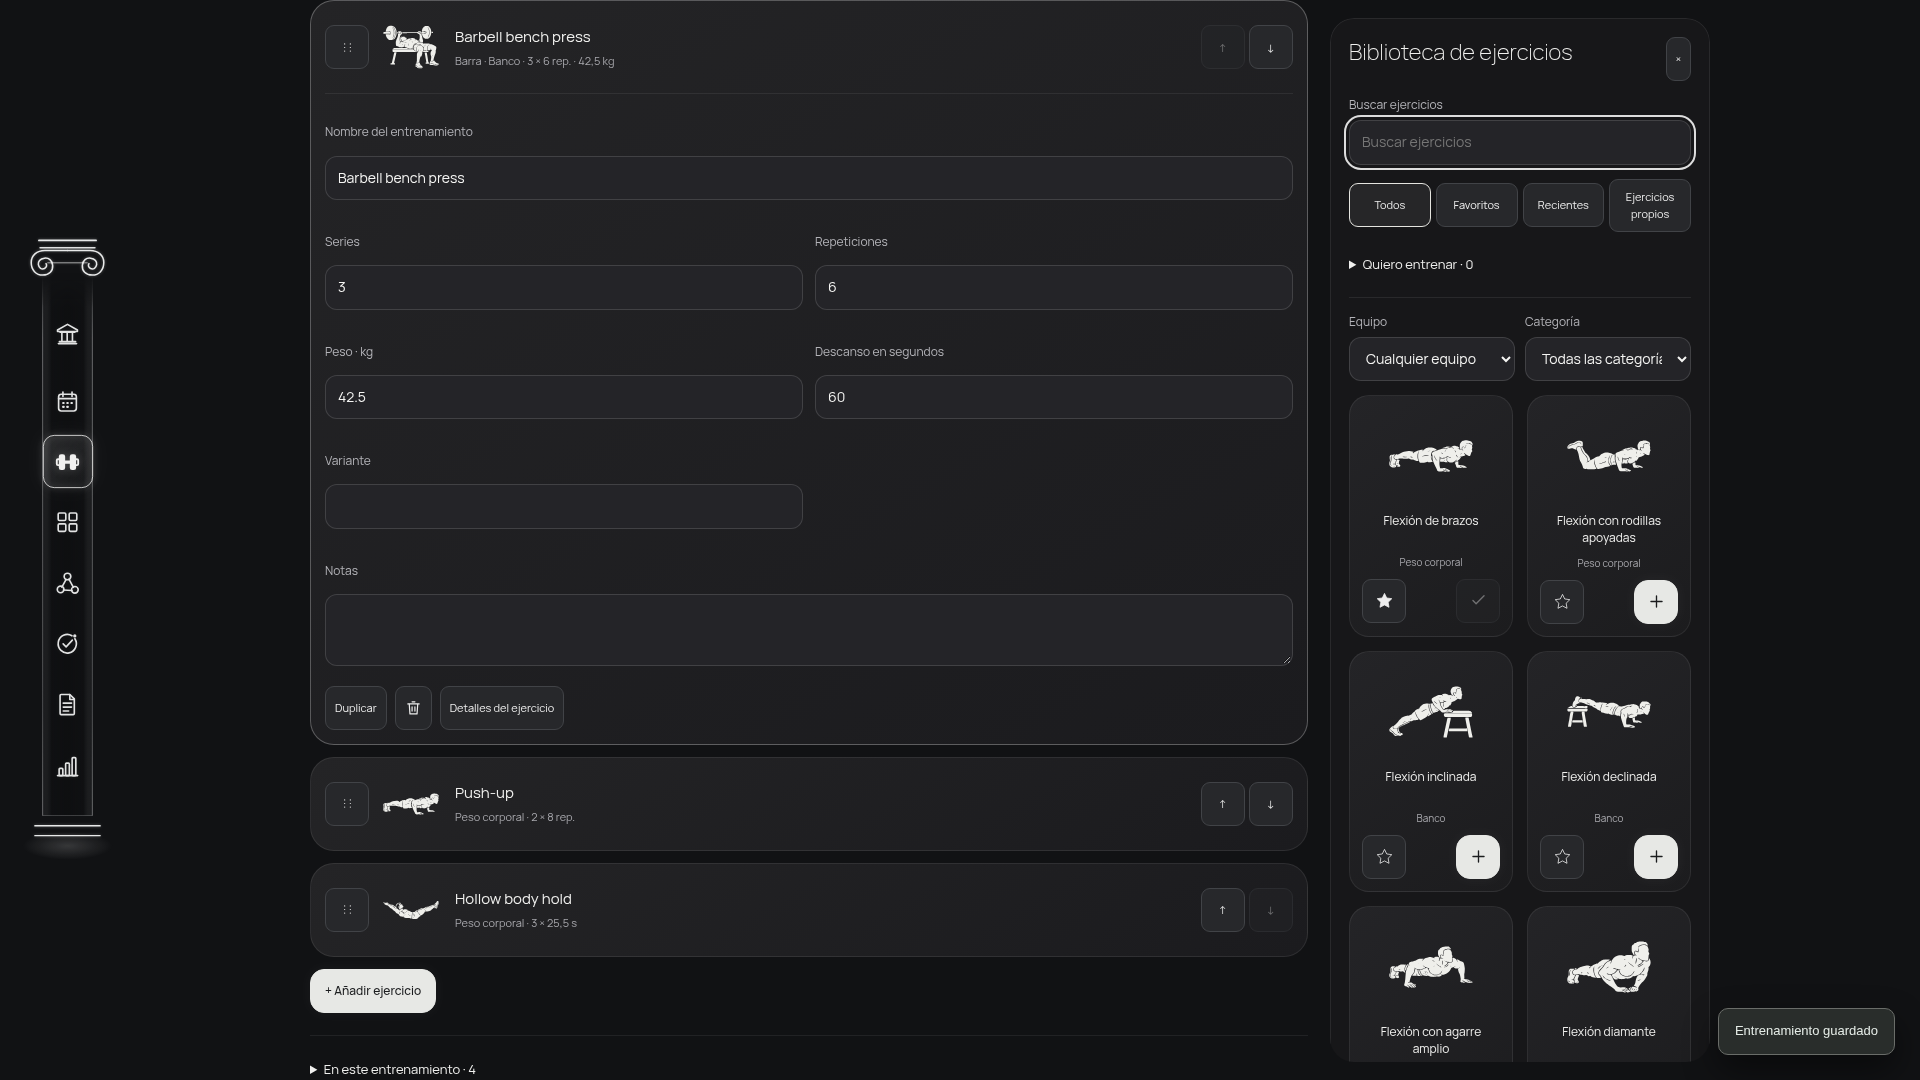 Barbell bench press
Barra · Banco · 3 × 6 rep. · 42,5 kg
↑
↓
Nombre del entrenamiento
Barbell bench press
Series
Repeticiones
3
6
Peso · kg
Descanso en segundos
42.5
60
Variante
Notas
Duplicar
Detalles del ejercicio
Push-up
Peso corporal · 2 × 8 rep.
↑
↓
Hollow body hold
Peso corporal · 3 × 25,5 s
↑
↓
+ Añadir ejercicio
En este entrenamiento · 4
Biblioteca de ejercicios
×
Buscar ejercicios
Buscar ejercicios
Todos
Favoritos
Recientes
Ejercicios
propios
Quiero entrenar · 0
Equipo
Categoría
Cualquier equipo
Todas las categoría
Flexión de brazos
Peso corporal
Flexión con rodillas
apoyadas
Peso corporal
Flexión inclinada
Banco
Flexión declinada
Banco
Flexión con agarre
amplio
Flexión diamante
Entrenamiento guardado